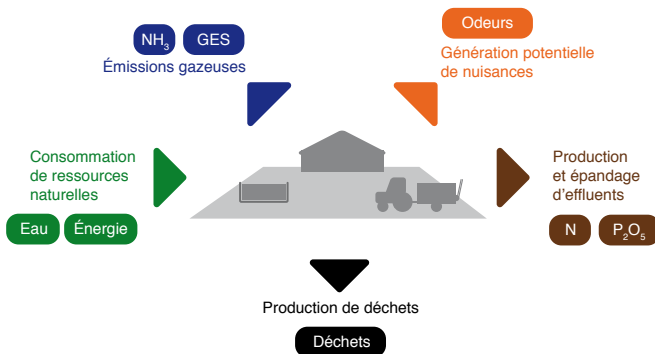 NH₃ GES
Émissions gazeuses
Odeurs
Génération potentielle
de nuisances
Consommation
de ressources
naturelles
Eau Énergie
Production
et épandage
d'effluents
N P₂O₅
Production de déchets
Déchets